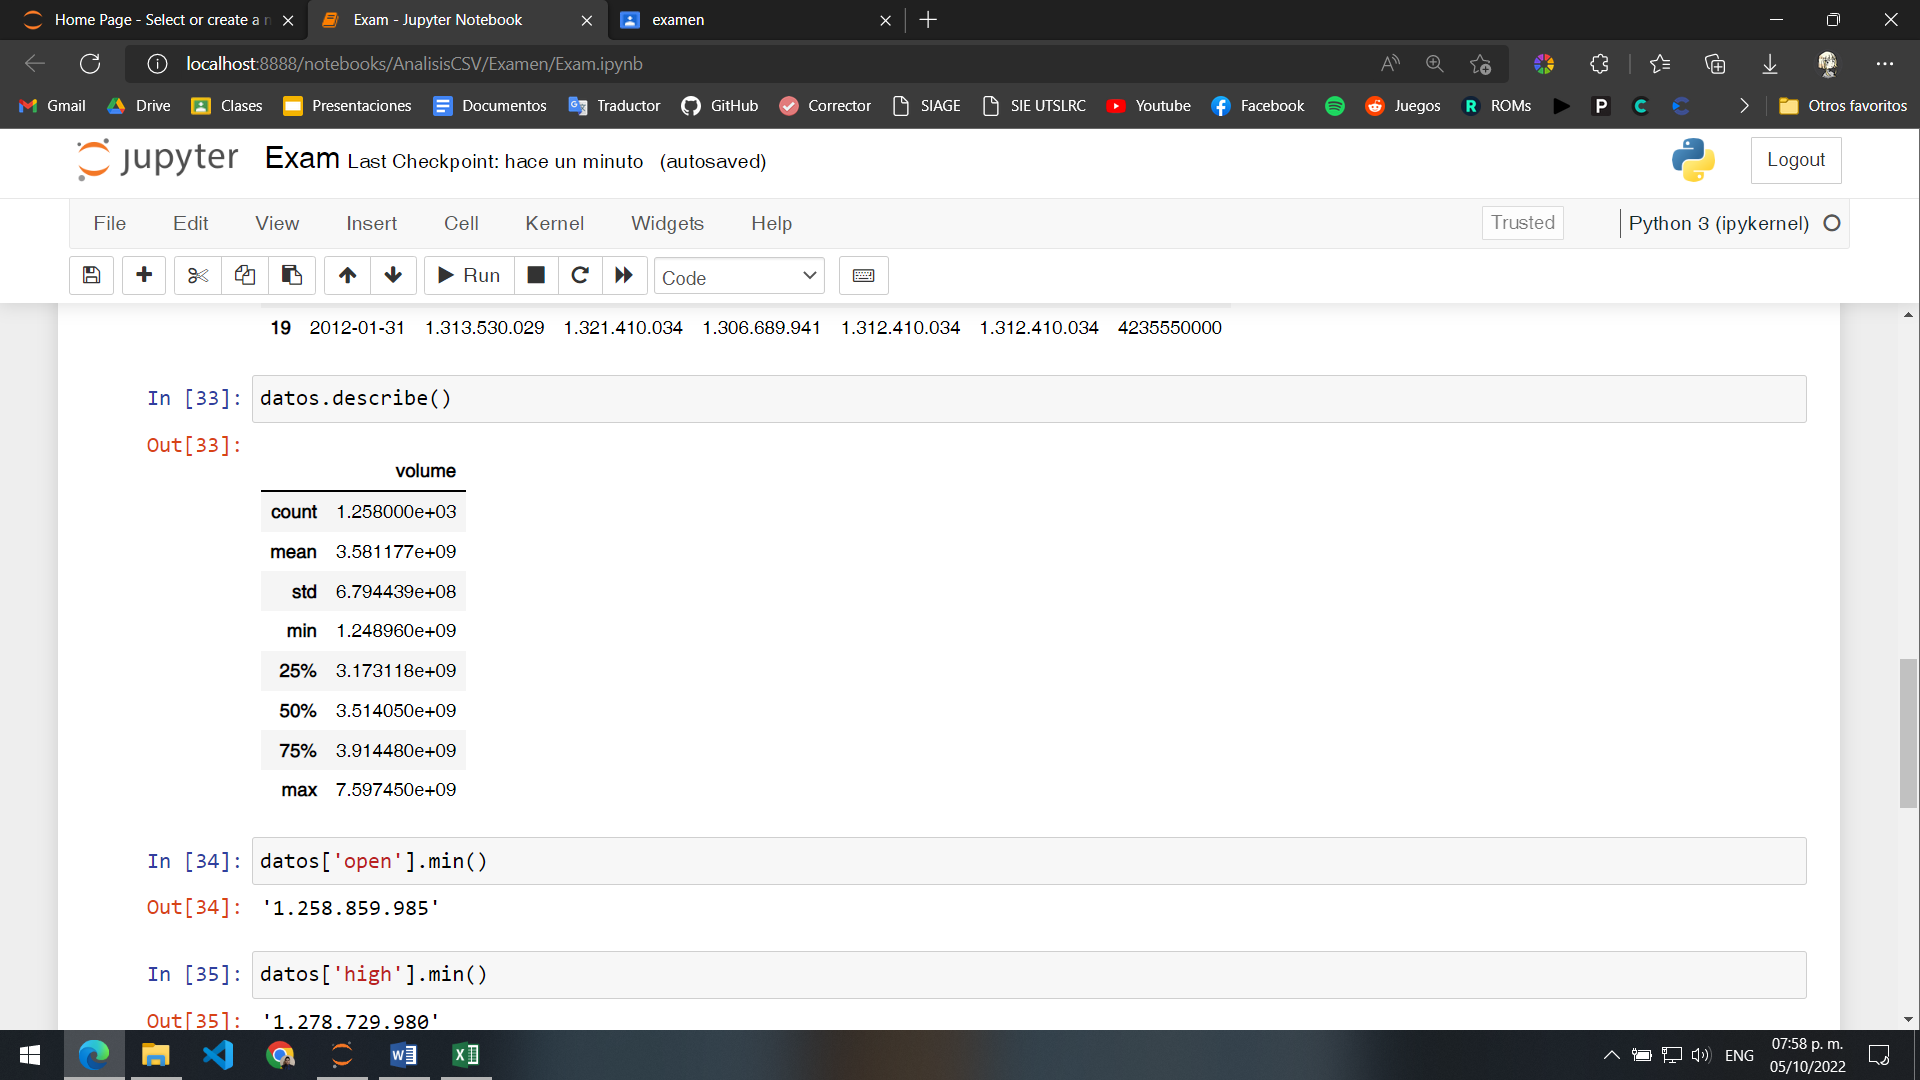 Home Page - Select or create a n
Exam - Jupyter Notebook
examen
localhost:8888/notebooks/AnalisisCSV/Examen/Exam.ipynb
Gmail Drive Clases Presentaciones Documentos Traductor GitHub Corrector SIAGE SIE UTSLRC Youtube Facebook Juegos ROMs Otros favoritos
jupyter Exam Last Checkpoint: hace un minuto (autosaved) Logout
File Edit View Insert Cell Kernel Widgets Help Trusted Python 3 (ipykernel)
Run Code
19 2012-01-31 1.313.530.029 1.321.410.034 1.306.689.941 1.312.410.034 1.312.410.034 4235550000
In [33]: datos.describe()
Out[33]:
volume
count 1.258000e+03
mean 3.581177e+09
std 6.794439e+08
min 1.248960e+09
25% 3.173118e+09
50% 3.514050e+09
75% 3.914480e+09
max 7.597450e+09
In [34]: datos['open'].min()
Out[34]: '1.258.859.985'
In [35]: datos['high'].min()
Out[35]: '1.278.729.980'
ENG
07:58 p. m.
05/10/2022